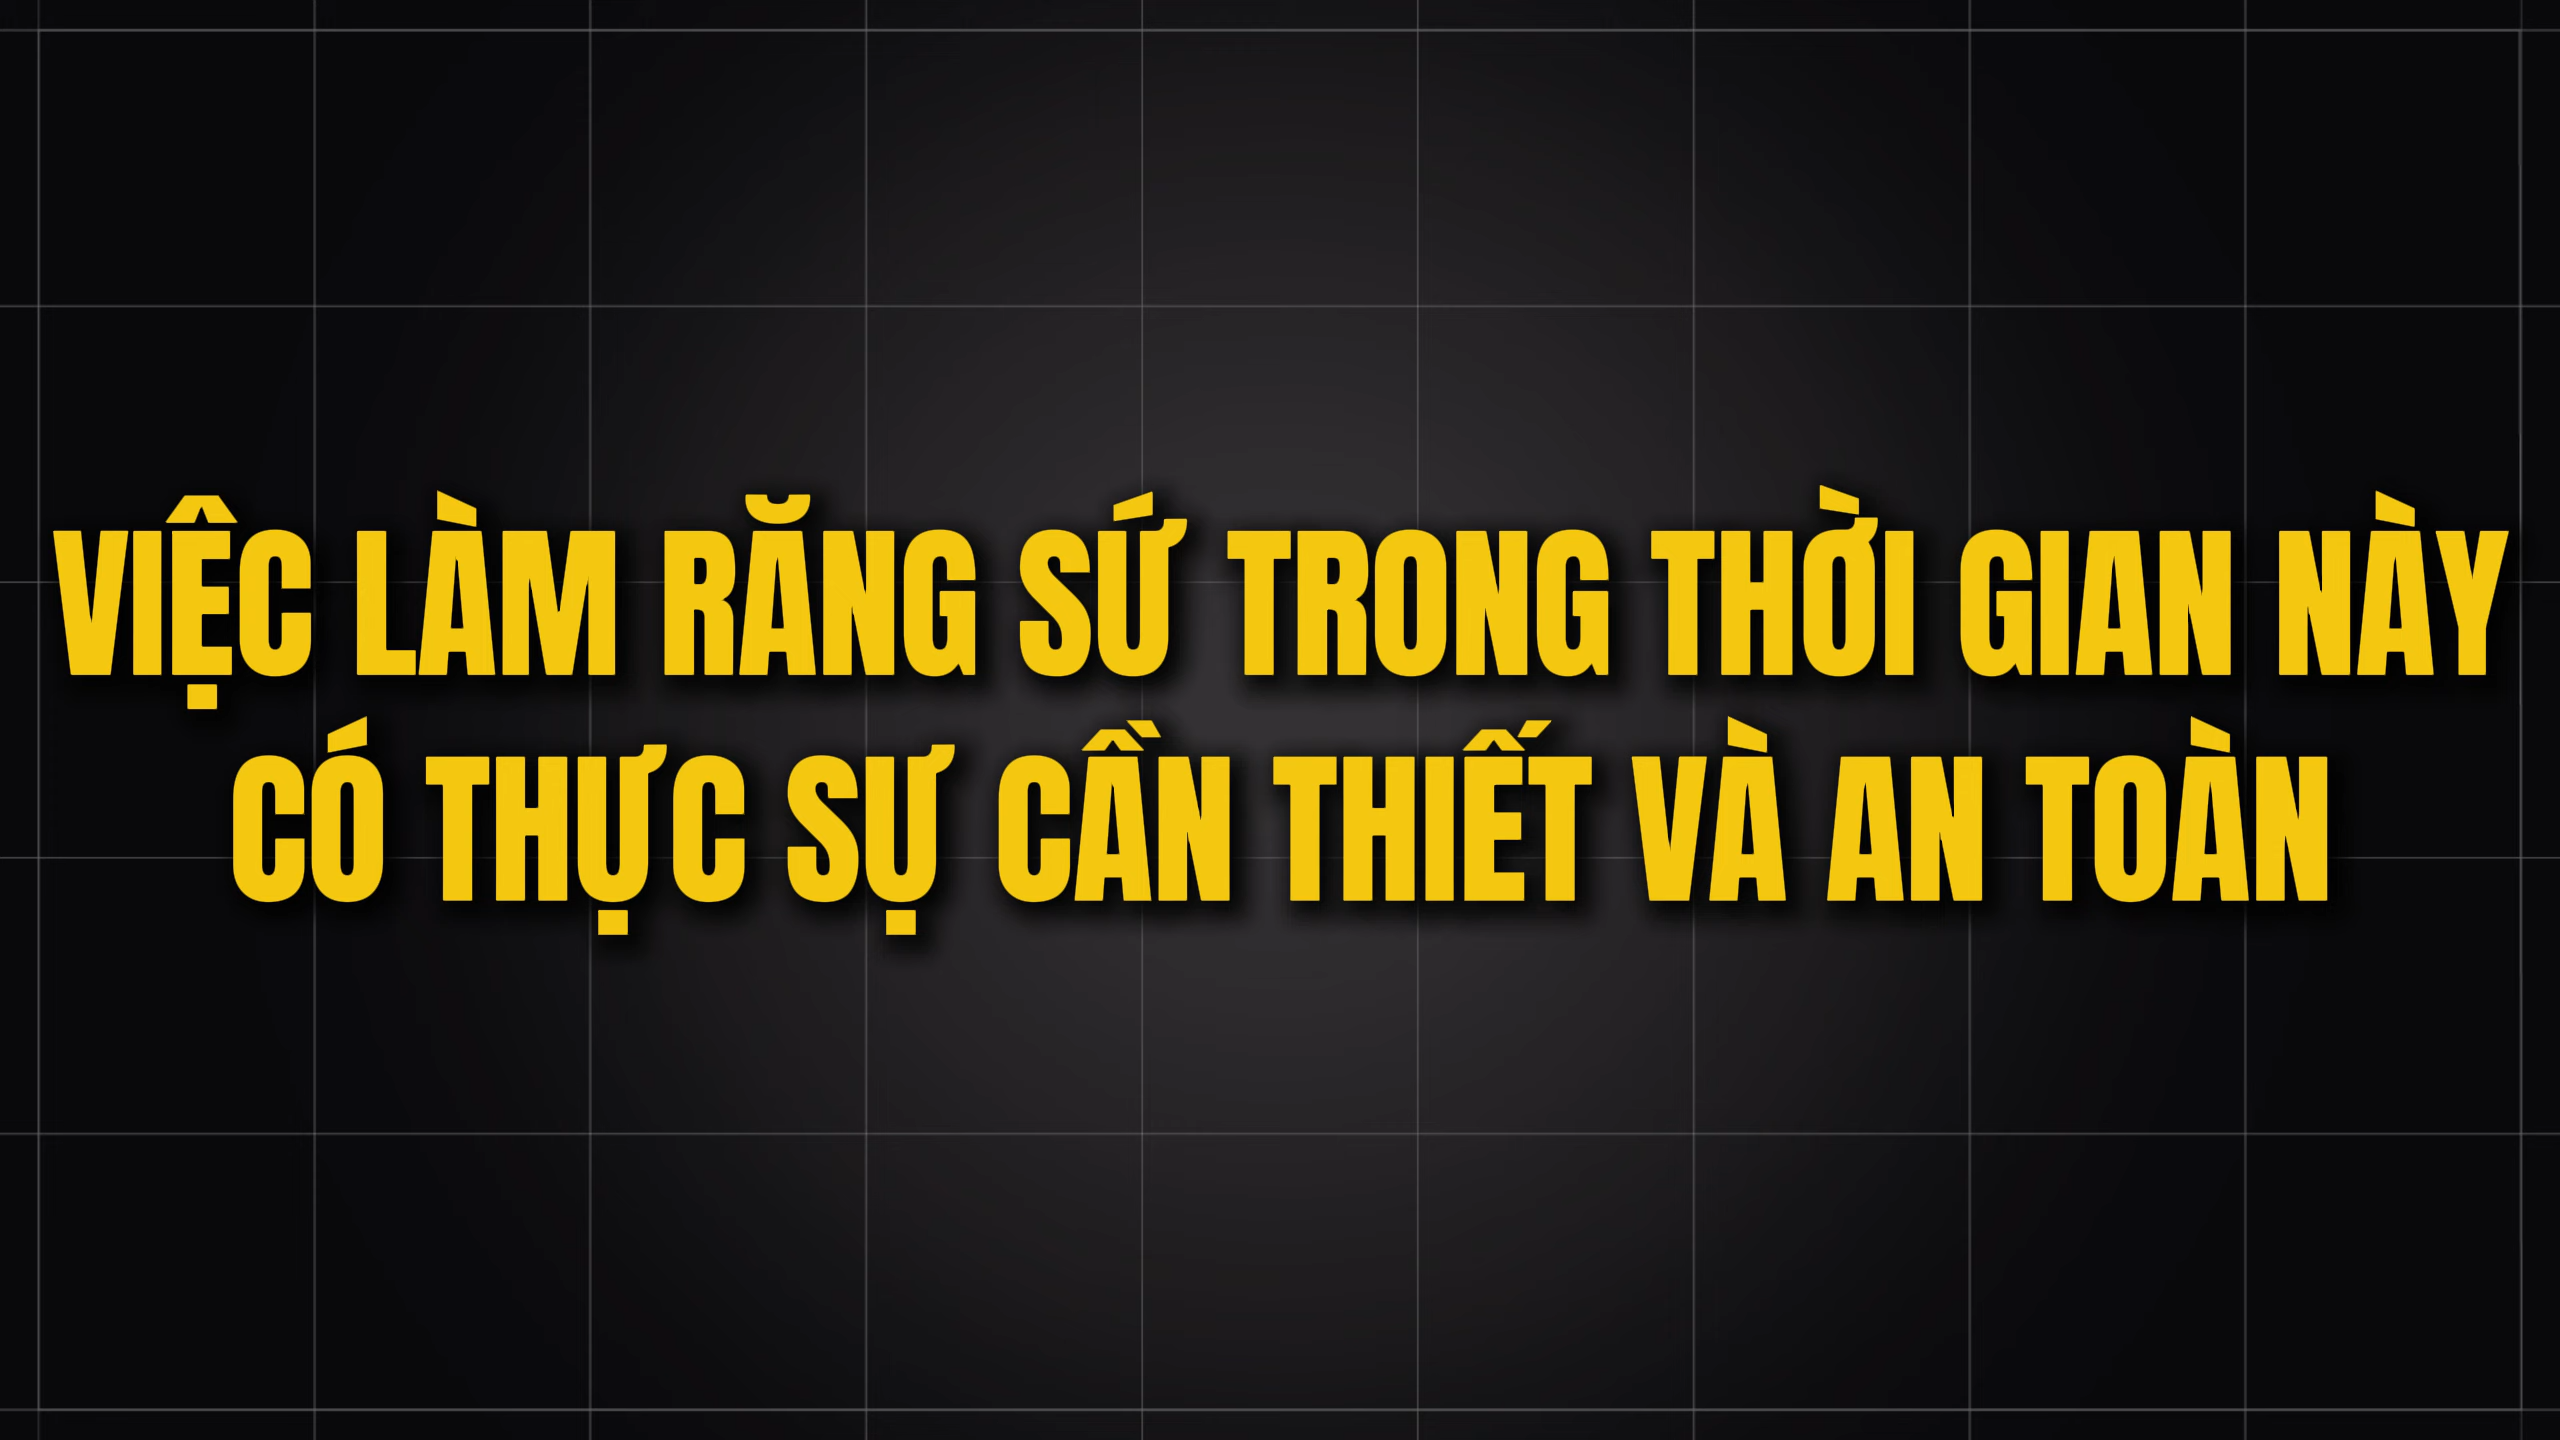 VIỆC LÀM RĂNG SỨ TRONG THỜI GIAN NÀY
CÓ THỰC SỰ CẦN THIẾT VÀ AN TOÀN